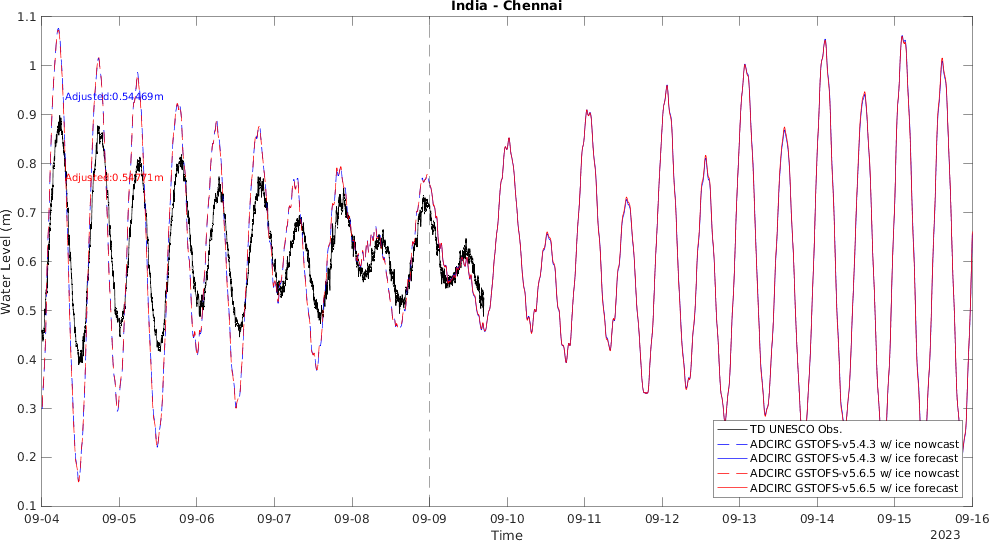 India - Chennai
1.1
1
0.9
0.8
0.7
0.6
0.5
0.4
0.3
0.2
0.1
Water Level (m)
Adjusted:0.54469m
Adjusted:0.54771m
TD UNESCO Obs.
ADCIRC GSTOFS-v5.4.3 w/ ice nowcast
ADCIRC GSTOFS-v5.4.3 w/ ice forecast
ADCIRC GSTOFS-v5.6.5 w/ ice nowcast
ADCIRC GSTOFS-v5.6.5 w/ ice forecast
09-04 09-05 09-06 09-07 09-08 09-09 09-10 09-11 09-12 09-13 09-14 09-15 09-16
Time
2023